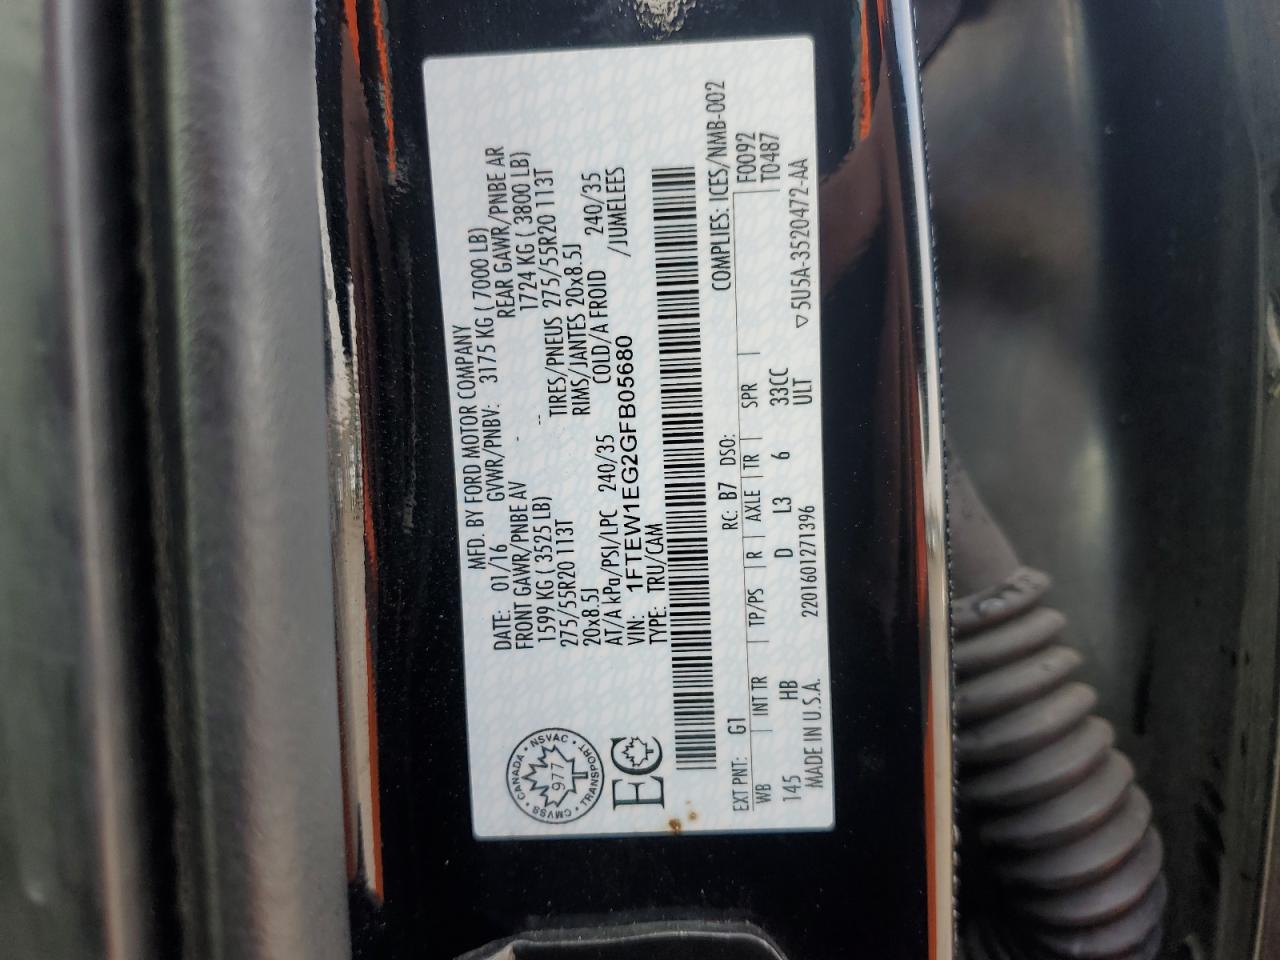 MFD. BY FORD MOTOR COMPANY
DATE: 01/16 GVWR/PNBV: 3175 KG ( 7000 LB)
FRONT GAWR/PNBE AV - REAR GAWR/PNBE AR
1599 KG ( 3525 LB) -- 1724 KG ( 3800 LB)
275/55R20 113T TIRES/PNEUS 275/55R20 113T
20x8.5J RIMS/JANTES 20x8.5J
AT/A kPa/PSI/LPC 240/35 COLD/A FROID 240/35
VIN: 1FTEW1EG2GFB05680 /JUMELEES
TYPE: TRU/CAM
CANADA • NSVAC • TRANSPORT • CMVSS •
977
T
EC
COMPLIES: ICES/NMB-002
EXT PNT: G1 RC: B7 DSO: F0092
WB INT TR TP/PS R AXLE TR SPR T0487
145 HB D L3 6 33CC
MADE IN U.S.A. 2201601271396 ULT ▽5U5A-3520472-AA